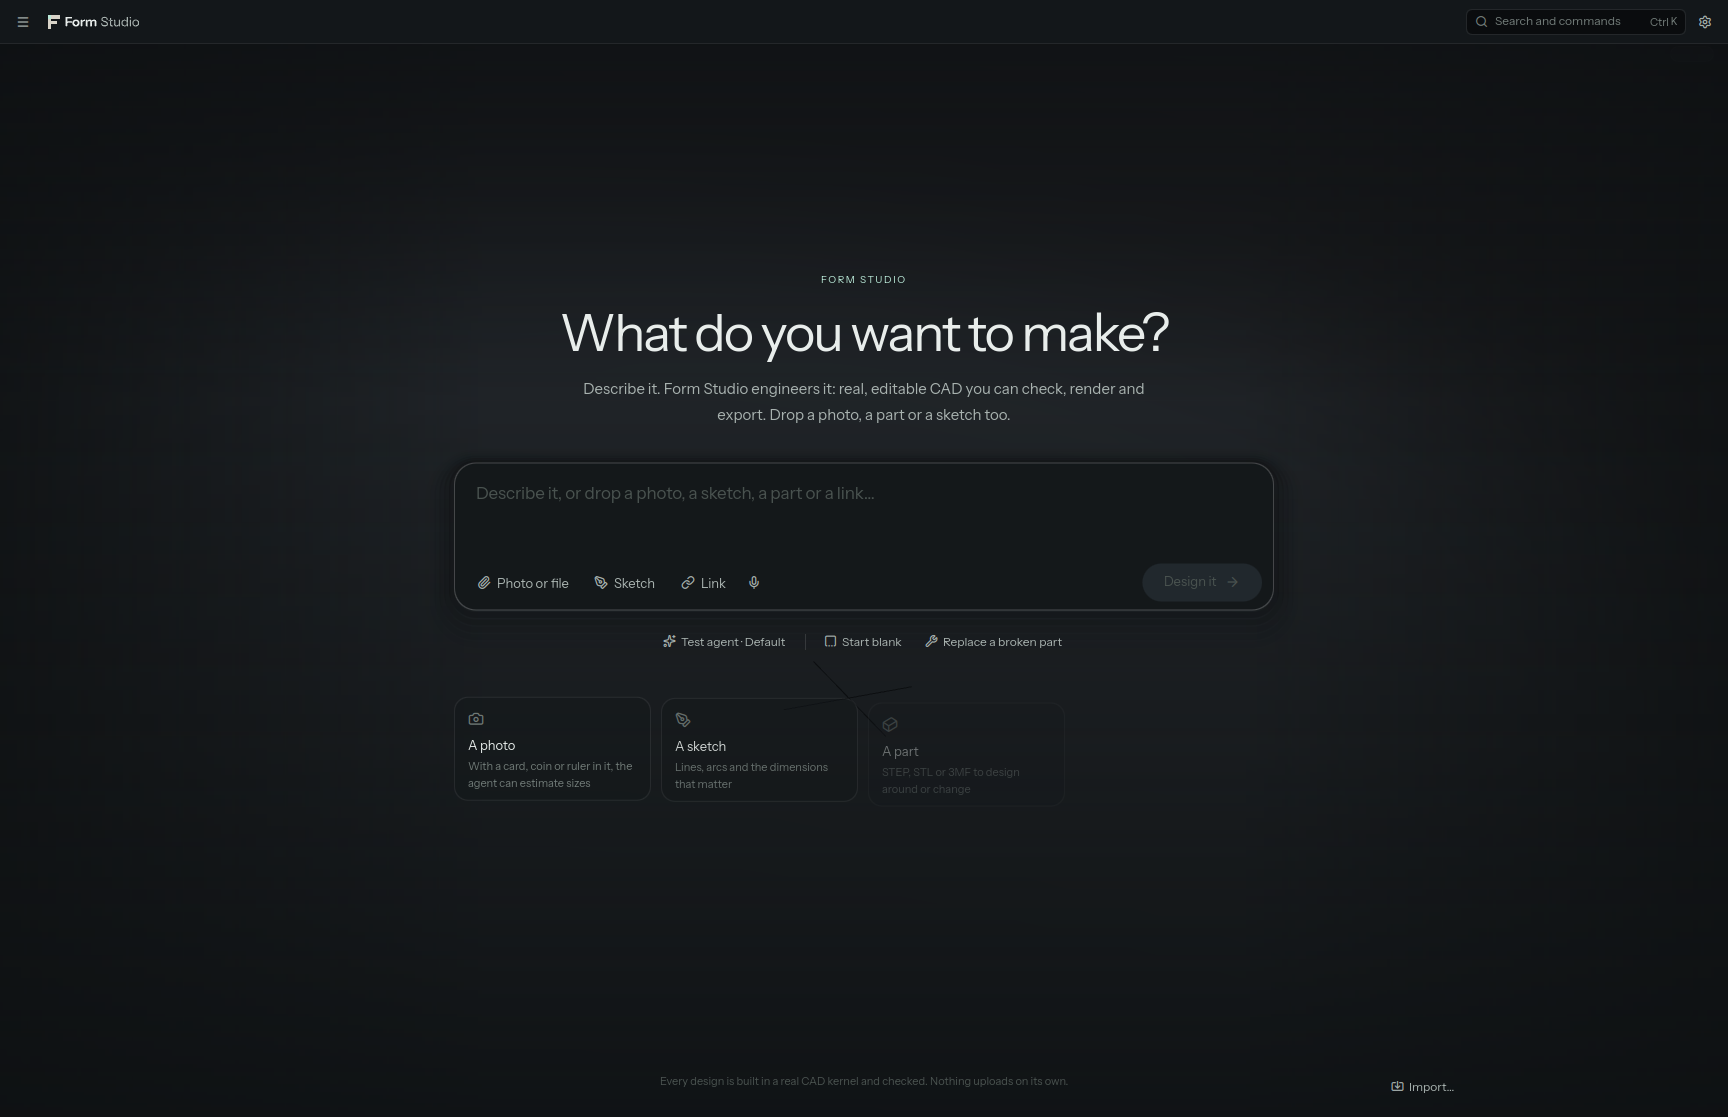 Form Studio
Search and commands Ctrl K
FORM STUDIO
What do you want to make?
Describe it. Form Studio engineers it: real, editable CAD you can check, render and
export. Drop a photo, a part or a sketch too.
Describe it, or drop a photo, a sketch, a part or a link...
Photo or file Sketch Link Design it
Test agent · Default Start blank Replace a broken part
A photo
With a card, coin or ruler in it, the
agent can estimate sizes
A sketch
Lines, arcs and the dimensions
that matter
A part
STEP, STL or 3MF to design
around or change
Every design is built in a real CAD kernel and checked. Nothing uploads on its own.
Import...